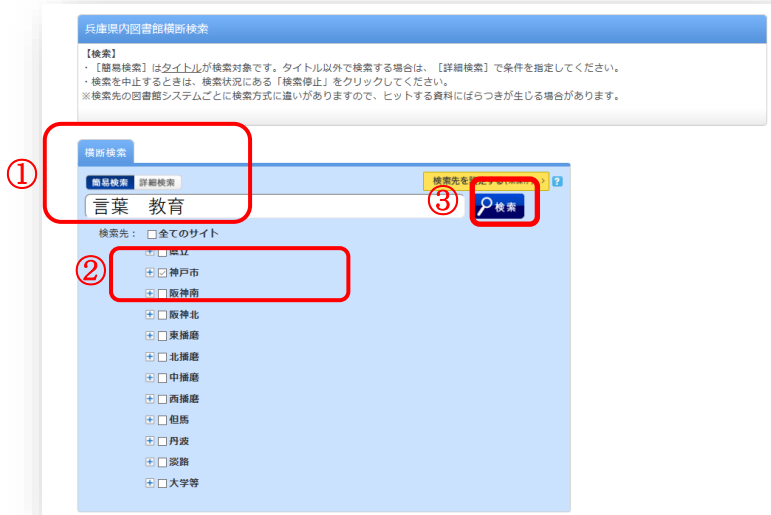 兵庫県内図書館横断検索
【検索】
・［簡易検索］はタイトルが検索対象です。タイトル以外で検索する場合は、［詳細検索］で条件を指定してください。
・検索を中止するときは、検索状況にある「検索停止」をクリックしてください。
※検索先の図書館システムごとに検索方式に違いがありますので、ヒットする資料にばらつきが生じる場合があります。
①
横断検索
簡易検索 詳細検索
検索先を設定する
?
言葉 教育
③
検索
検索先： 全てのサイト
県立
②
神戸市
阪神南
阪神北
東播磨
北播磨
中播磨
西播磨
但馬
丹波
淡路
大学等